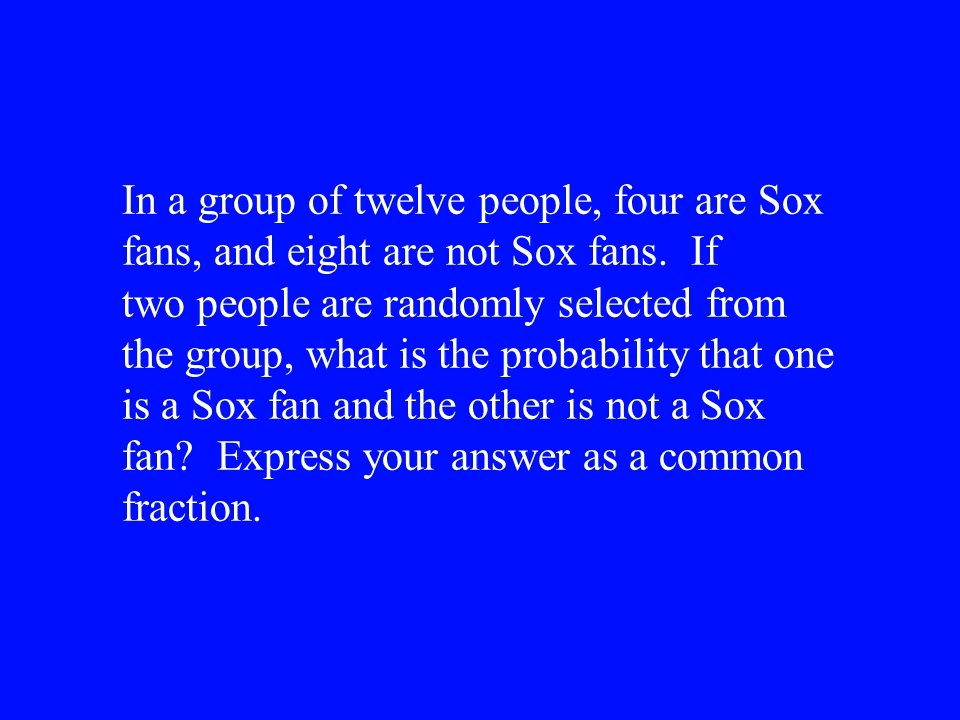 In a group of twelve people, four are Sox
fans, and eight are not Sox fans.  If
two people are randomly selected from
the group, what is the probability that one
is a Sox fan and the other is not a Sox
fan?  Express your answer as a common
fraction.